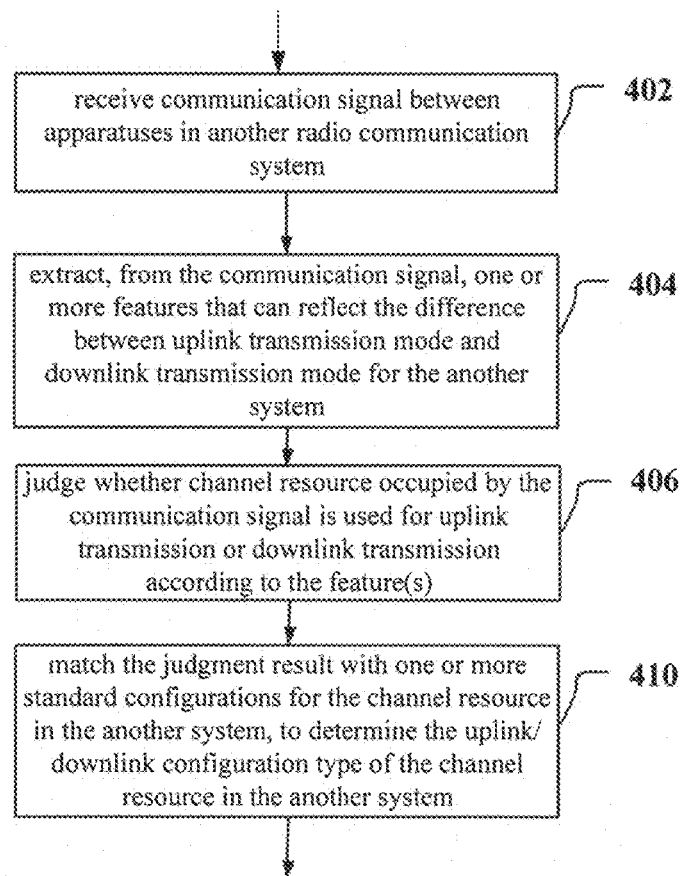 receive communication signal between
apparatuses in another radio communication
system
402
extract, from the communication signal, one or
more features that can reflect the difference
between uplink transmission mode and
downlink transmission mode for the another
system
404
judge whether channel resource occupied by the
communication signal is used for uplink
transmission or downlink transmission
according to the feature(s)
406
match the judgment result with one or more
standard configurations for the channel resource
in the another system, to determine the uplink/
downlink configuration type of the channel
resource in the another system
410